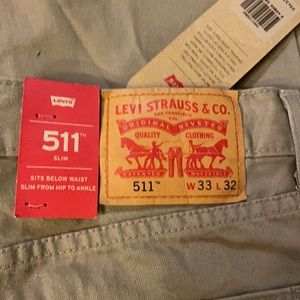 Levi's
511™
SLIM
SITS BELOW WAIST
SLIM FROM HIP TO ANKLE
LEVI STRAUSS & CO.
SAN FRANCISCO
CAL.
ORIGINAL RIVETED
QUALITY CLOTHING
PATENTED
511™ W 33 L 32